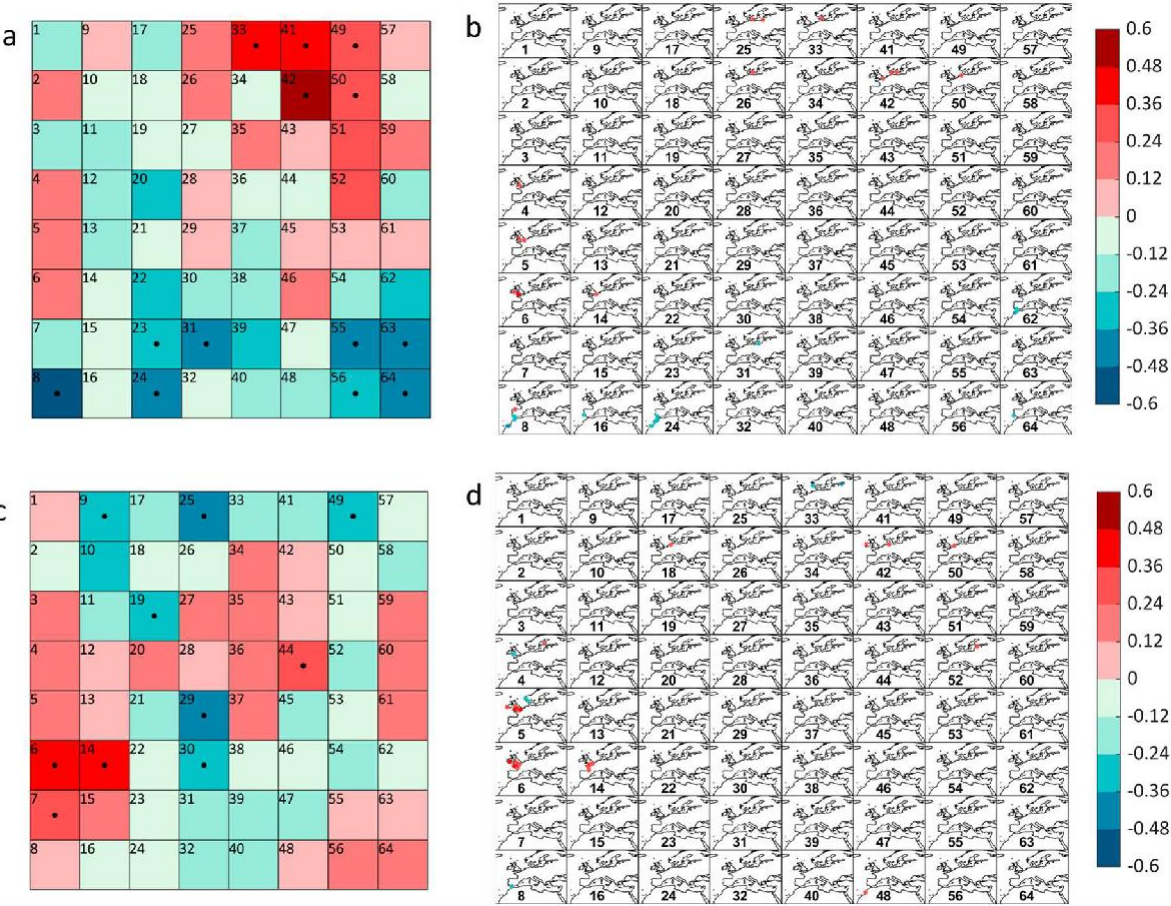 a
1 9 17 25 33 41 49 57
2 10 18 26 34 42 50 58
3 11 19 27 35 43 51 59
4 12 20 28 36 44 52 60
5 13 21 29 37 45 53 61
6 14 22 30 38 46 54 62
7 15 23 31 39 47 55 63
8 16 24 32 40 48 56 64
b
1 9 17 25 33 41 49 57
2 10 18 26 34 42 50 58
3 11 19 27 35 43 51 59
4 12 20 28 36 44 52 60
5 13 21 29 37 45 53 61
6 14 22 30 38 46 54 62
7 15 23 31 39 47 55 63
8 16 24 32 40 48 56 64
0.6
0.48
0.36
0.24
0.12
0
-0.12
-0.24
-0.36
-0.48
-0.6
c
1 9 17 25 33 41 49 57
2 10 18 26 34 42 50 58
3 11 19 27 35 43 51 59
4 12 20 28 36 44 52 60
5 13 21 29 37 45 53 61
6 14 22 30 38 46 54 62
7 15 23 31 39 47 55 63
8 16 24 32 40 48 56 64
d
1 9 17 25 33 41 49 57
2 10 18 26 34 42 50 58
3 11 19 27 35 43 51 59
4 12 20 28 36 44 52 60
5 13 21 29 37 45 53 61
6 14 22 30 38 46 54 62
7 15 23 31 39 47 55 63
8 16 24 32 40 48 56 64
0.6
0.48
0.36
0.24
0.12
0
-0.12
-0.24
-0.36
-0.48
-0.6